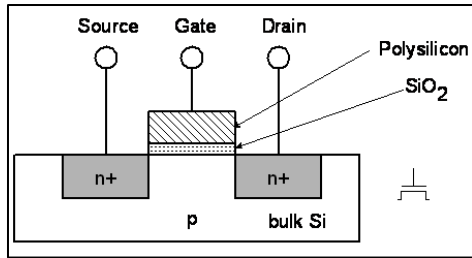 Source Gate Drain
Polysilicon
SiO2
n+ n+
p bulk Si